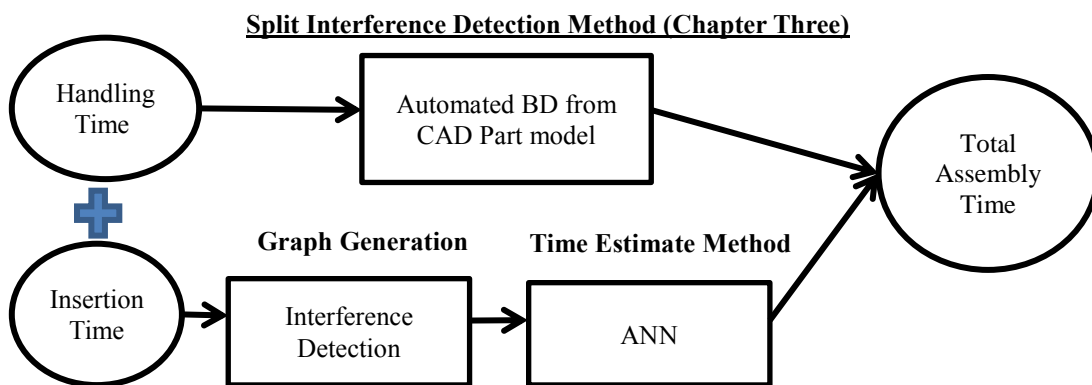 Split Interference Detection Method (Chapter Three)
Handling
Time
Automated BD from
CAD Part model
Total
Assembly
Time
Graph Generation
Time Estimate Method
Insertion
Time
Interference
Detection
ANN